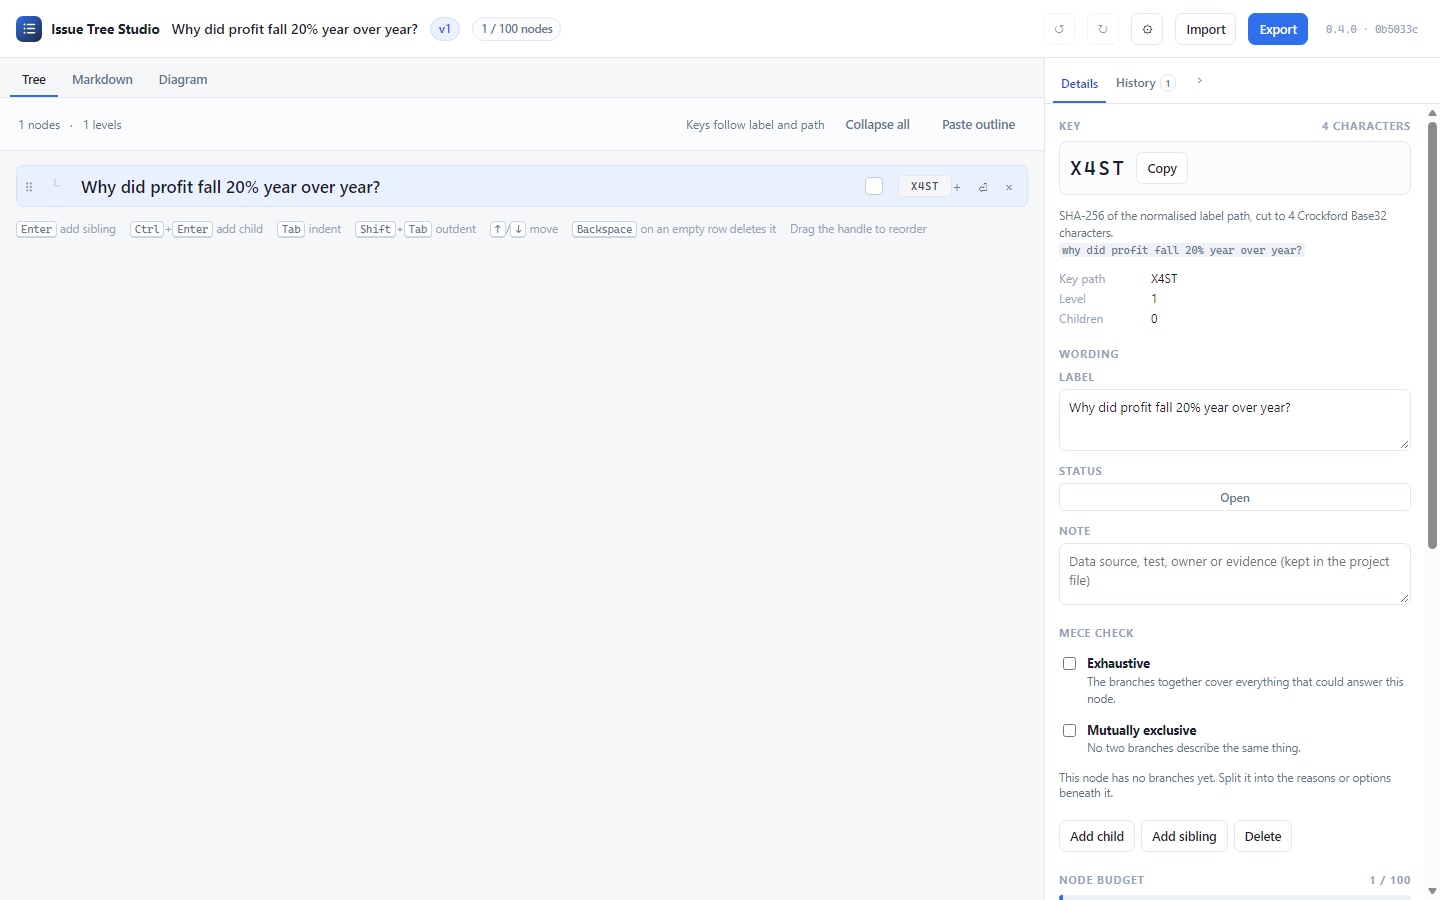 Issue Tree Studio Why did profit fall 20% year over year? v1 1 / 100 nodes Import Export 0.4.0 · 0b5033c
Tree Markdown Diagram
1 nodes · 1 levels Keys follow label and path Collapse all Paste outline
Why did profit fall 20% year over year? X4ST + ×
Enter add sibling Ctrl+Enter add child Tab indent Shift+Tab outdent ↑/↓ move Backspace on an empty row deletes it Drag the handle to reorder
Details History 1 ›
KEY 4 CHARACTERS
X4ST Copy
SHA-256 of the normalised label path, cut to 4 Crockford Base32
characters.
why did profit fall 20% year over year?
Key path X4ST
Level 1
Children 0
WORDING
LABEL
Why did profit fall 20% year over year?
STATUS
Open
NOTE
Data source, test, owner or evidence (kept in the project
file)
MECE CHECK
Exhaustive
The branches together cover everything that could answer this
node.
Mutually exclusive
No two branches describe the same thing.
This node has no branches yet. Split it into the reasons or options
beneath it.
Add child Add sibling Delete
NODE BUDGET 1 / 100